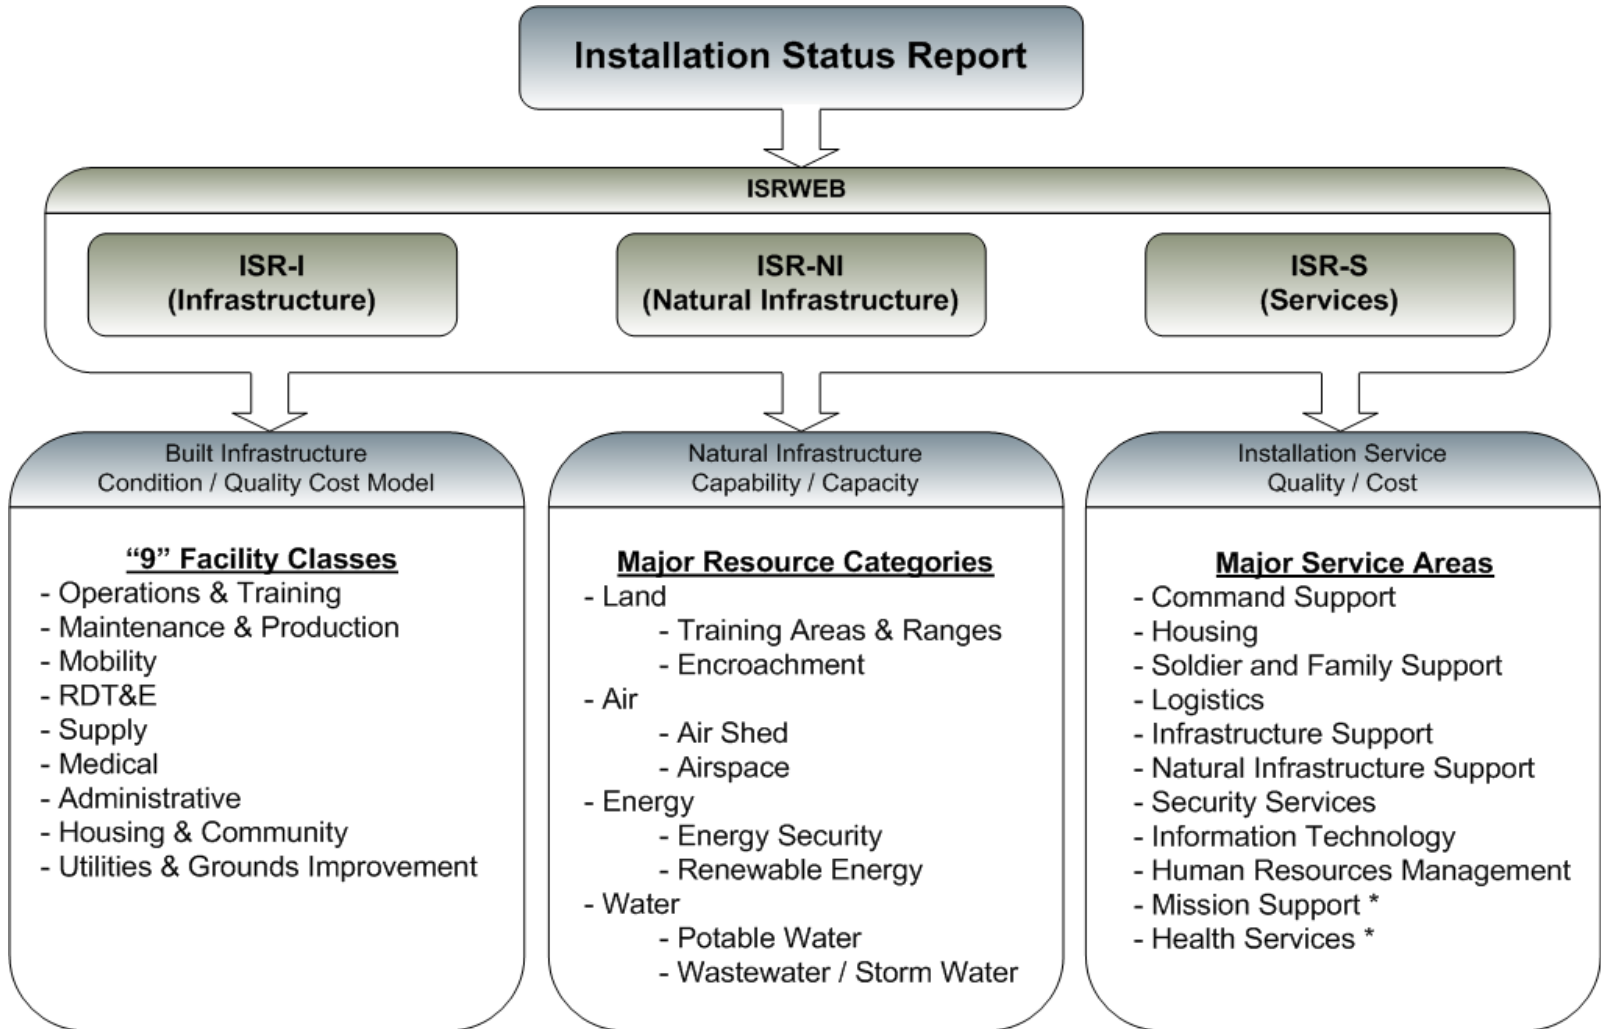 Installation Status Report
ISRWEB
ISR-I
(Infrastructure)
ISR-NI
(Natural Infrastructure)
ISR-S
(Services)
Built Infrastructure
Condition / Quality Cost Model
“9” Facility Classes
- Operations & Training
- Maintenance & Production
- Mobility
- RDT&E
- Supply
- Medical
- Administrative
- Housing & Community
- Utilities & Grounds Improvement
Natural Infrastructure
Capability / Capacity
Major Resource Categories
- Land
- Training Areas & Ranges
- Encroachment
- Air
- Air Shed
- Airspace
- Energy
- Energy Security
- Renewable Energy
- Water
- Potable Water
- Wastewater / Storm Water
Installation Service
Quality / Cost
Major Service Areas
- Command Support
- Housing
- Soldier and Family Support
- Logistics
- Infrastructure Support
- Natural Infrastructure Support
- Security Services
- Information Technology
- Human Resources Management
- Mission Support *
- Health Services *